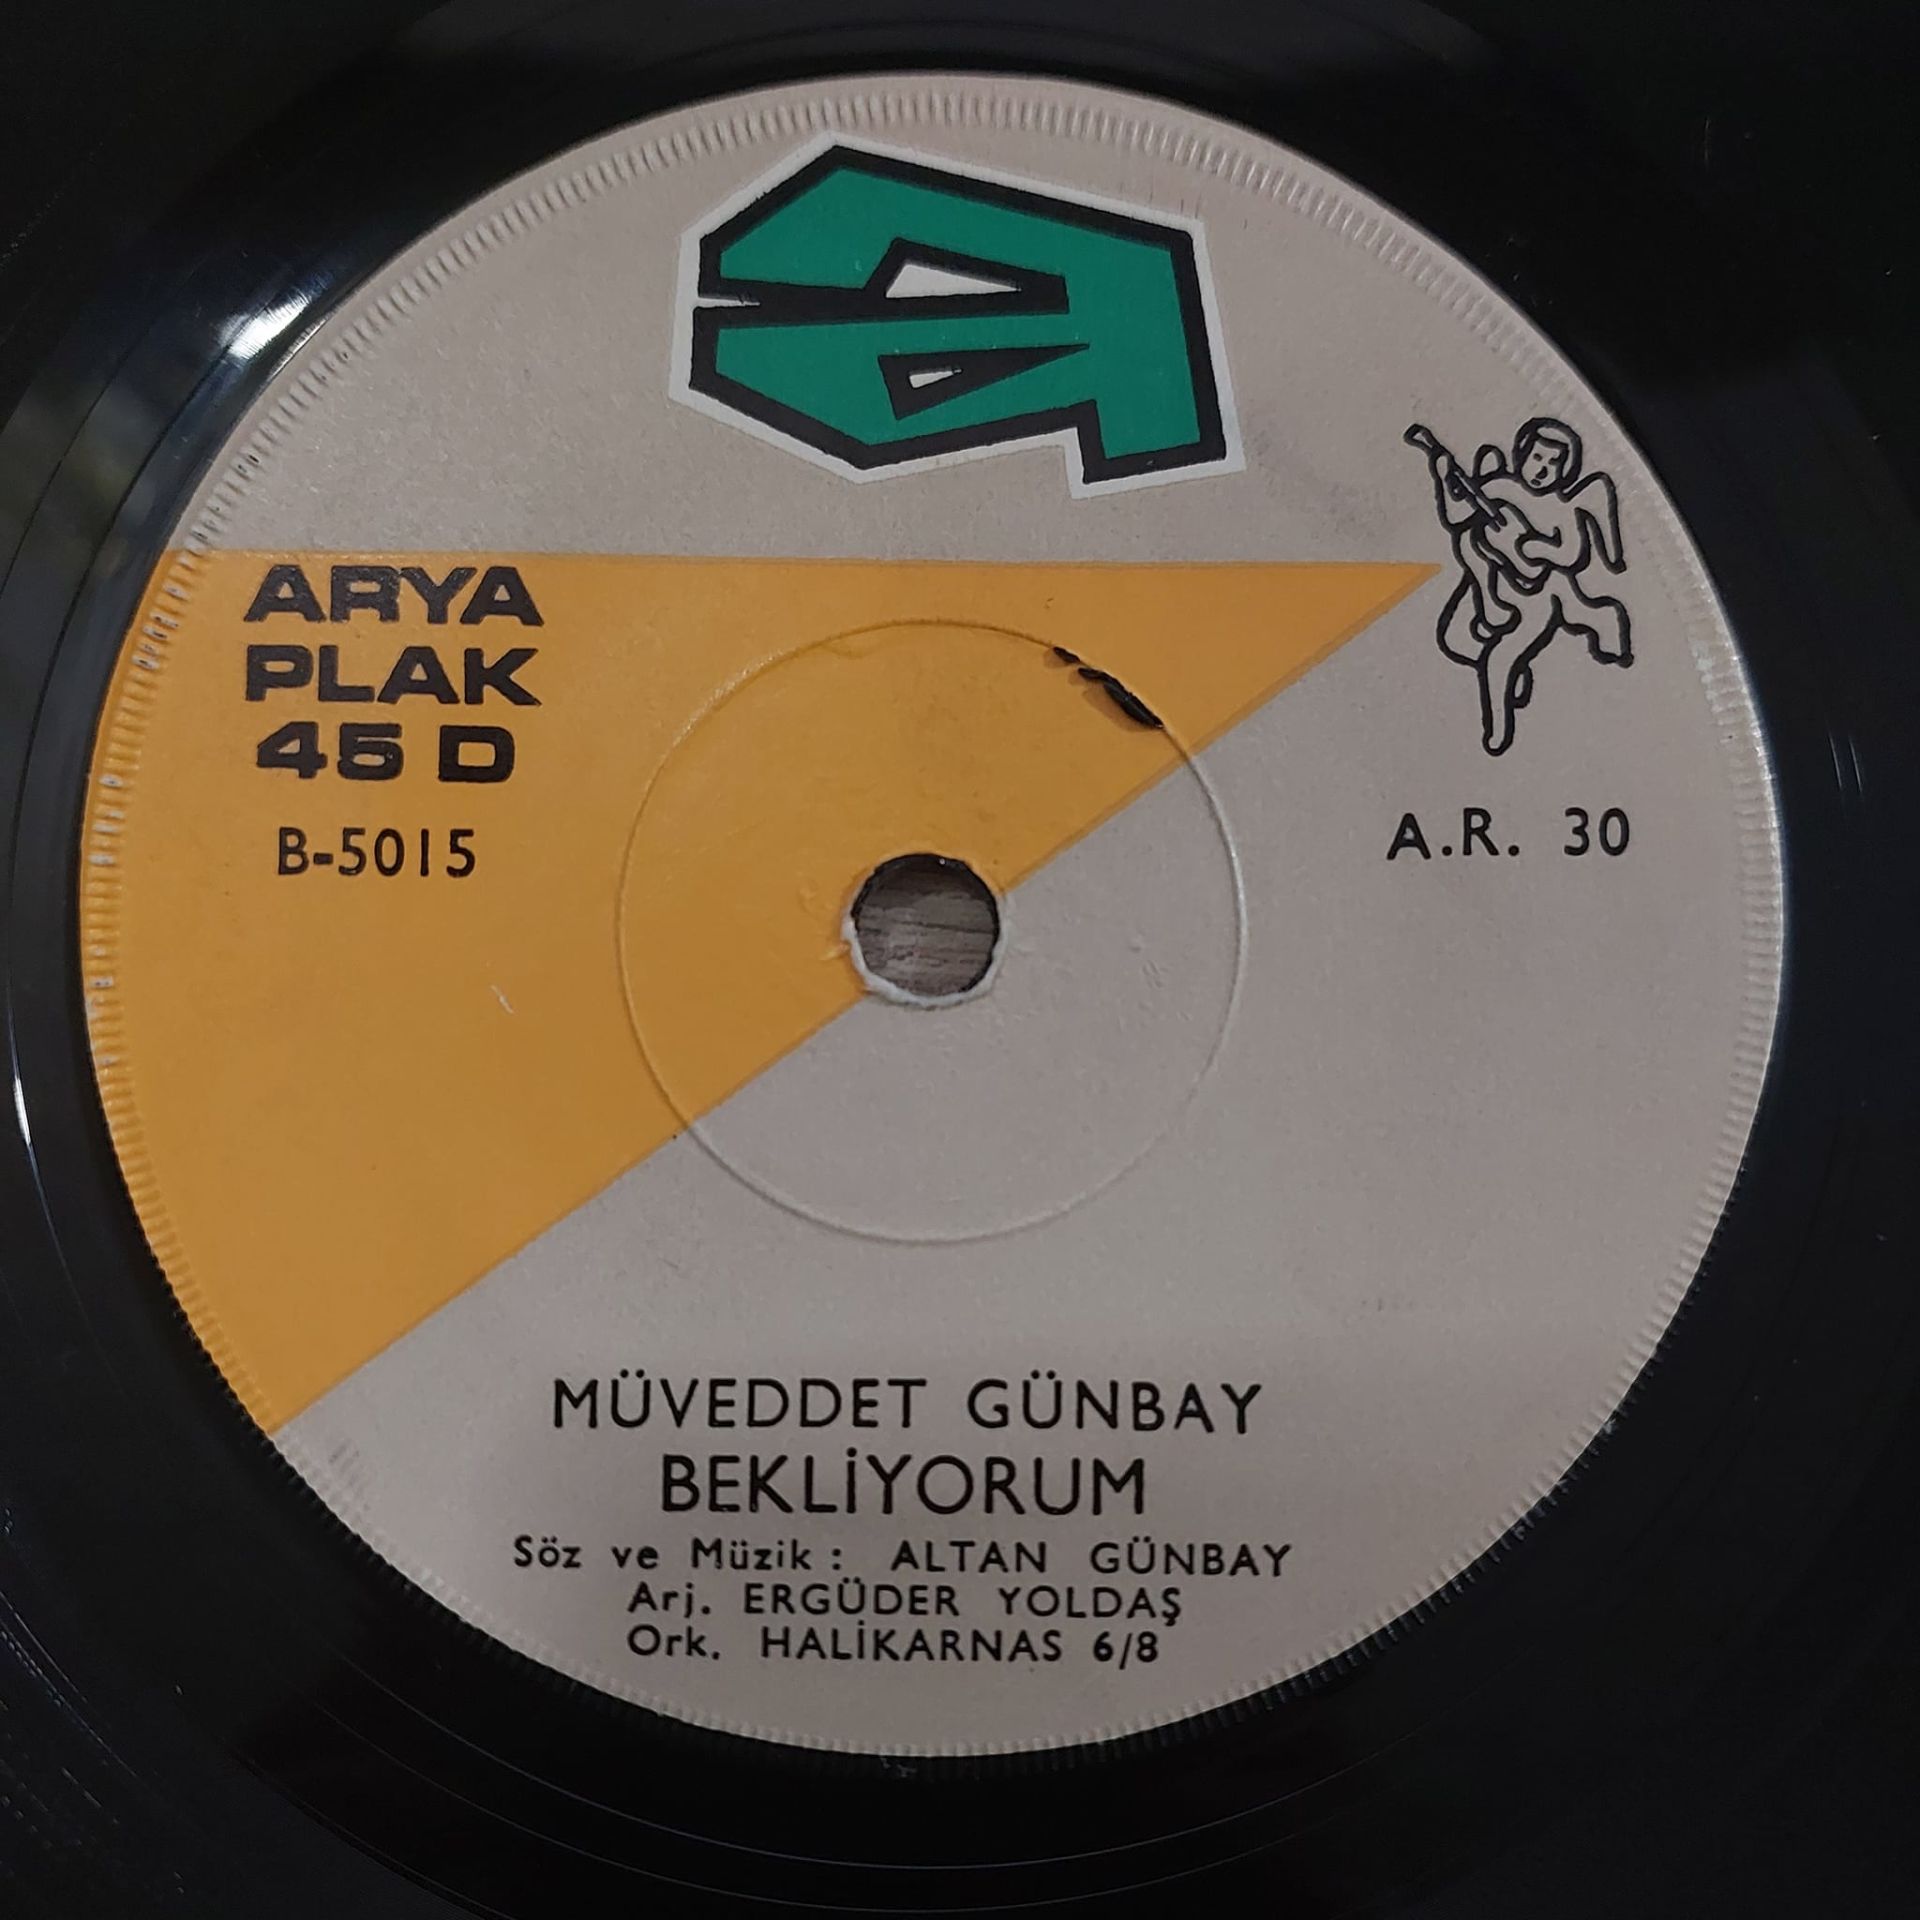 ARYA
PLAK
45 D
B-5015
A.R. 30
MÜVEDDET GÜNBAY
BEKLİYORUM
Söz ve Müzik : ALTAN GÜNBAY
Arj. ERGÜDER YOLDAŞ
Ork. HALİKARNAS 6/8